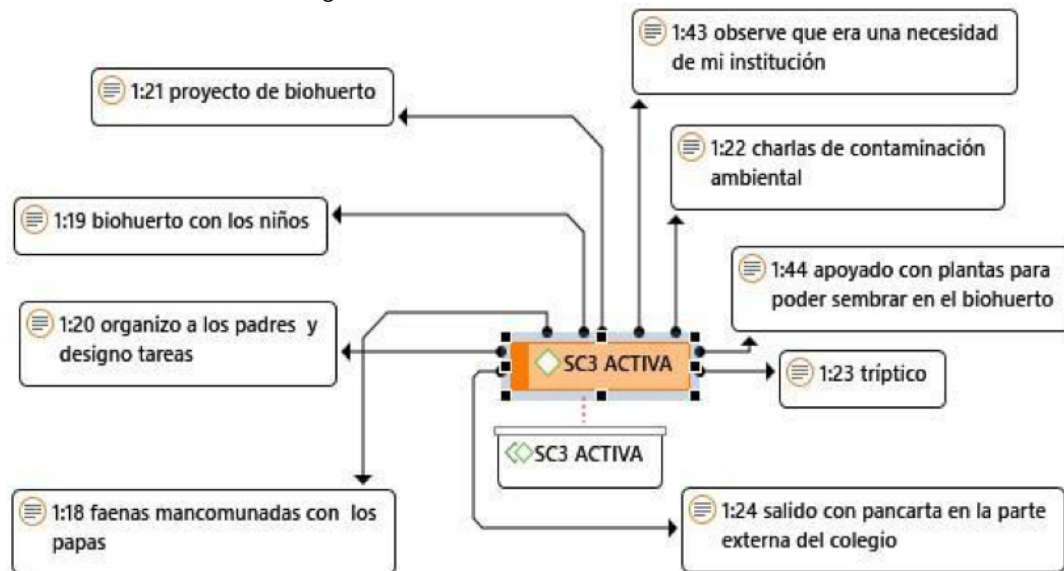 1:43 observe que era una necesidad
de mi institución
1:21 proyecto de biohuerto
1:22 charlas de contaminación
ambiental
1:19 biohuerto con los niños
1:44 apoyado con plantas para
poder sembrar en el biohuerto
1:20 organizo a los padres y
designo tareas
SC3 ACTIVA
1:23 tríptico
SC3 ACTIVA
1:18 faenas mancomunadas con los
papas
1:24 salido con pancarta en la parte
externa del colegio